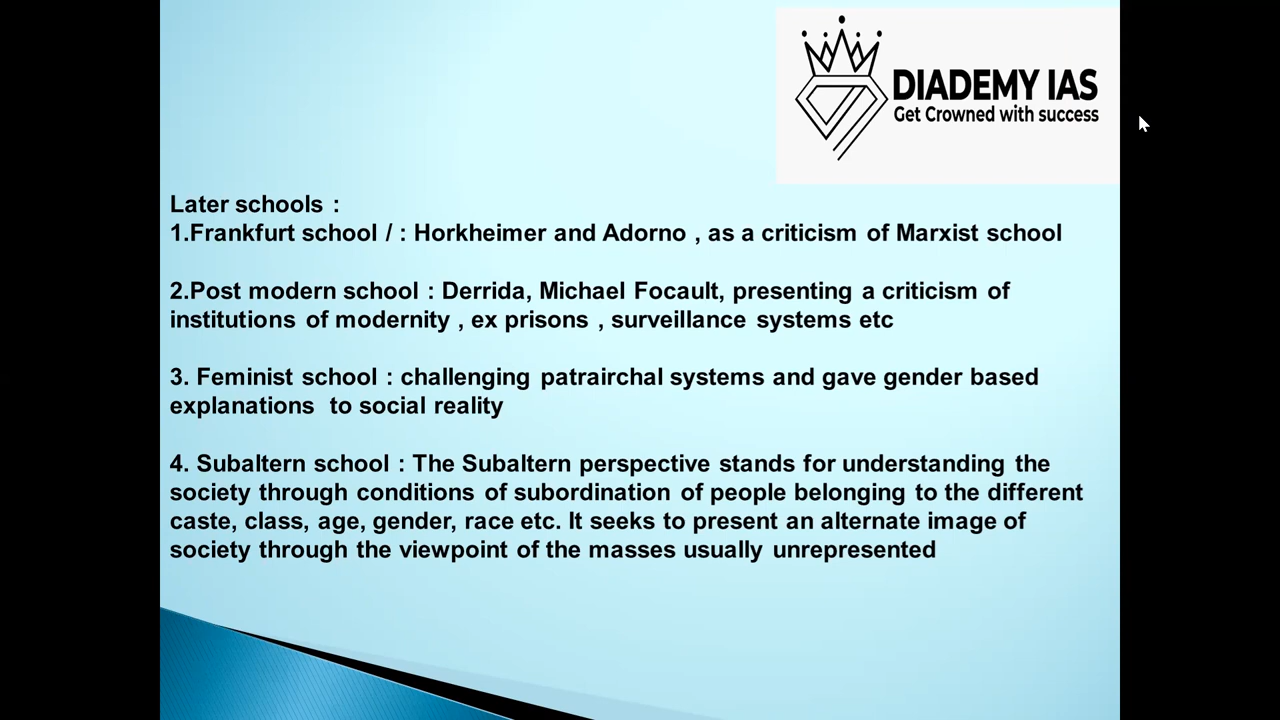 DIADEMY IAS
Get Crowned with success
Later schools :
1.Frankfurt school / : Horkheimer and Adorno , as a criticism of Marxist school
2.Post modern school : Derrida, Michael Focault, presenting a criticism of
institutions of modernity , ex prisons , surveillance systems etc
3. Feminist school : challenging patrairchal systems and gave gender based
explanations to social reality
4. Subaltern school : The Subaltern perspective stands for understanding the
society through conditions of subordination of people belonging to the different
caste, class, age, gender, race etc. It seeks to present an alternate image of
society through the viewpoint of the masses usually unrepresented